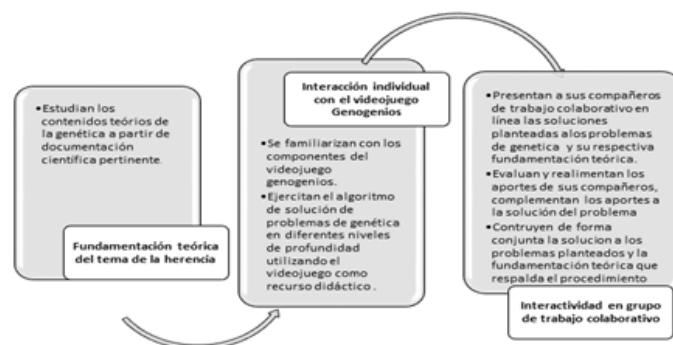 •Estudian los
contenidos teórios de
la genética a partir de
documentación
científica pertinente.
Fundamentación teórica
del tema de la herencia
Interacción individual
con el videojuego
Genogenios
•Se familiarizan con los
componentes del
videojuego
genogenios.
•Ejercitan el algoritmo
de solución de
problemas de genética
en diferentes niveles
de profundidad
utilizando el
videojuego como
recurso didáctico .
•Presentan a sus compañeros
de trabajo colaborativo en
línea las soluciones
planteadas alos problemas
de genetica  y su respectiva
fundamentación teórica.
•Evaluan y realimentan los
aportes de sus compañeros,
complementan los aportes a
la solución del problema
•Contruyen de forma
conjunta la solucion a los
problemas planteados y la
fundamentación teórica que
respalda el procedimiento
Interactividad en grupo
de trabajo colaborativo